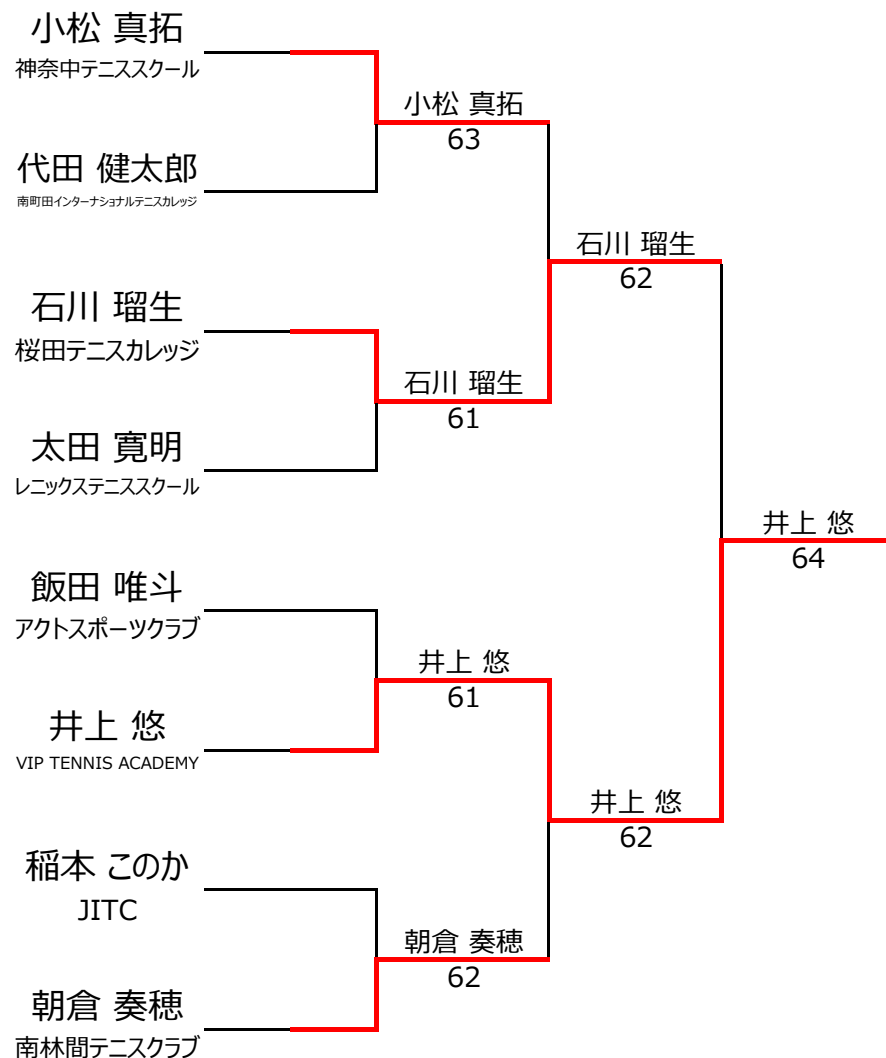 小松 真拓
神奈中テニススクール
代田 健太郎
南町田インターナショナルテニスカレッジ
石川 瑠生
桜田テニスカレッジ
太田 寛明
レニックステニススクール
飯田 唯斗
アクトスポーツクラブ
井上 悠
VIP TENNIS ACADEMY
稲本 このか
JITC
朝倉 奏穂
南林間テニスクラブ
小松 真拓
63
石川 瑠生
61
井上 悠
61
朝倉 奏穂
62
石川 瑠生
62
井上 悠
62
井上 悠
64